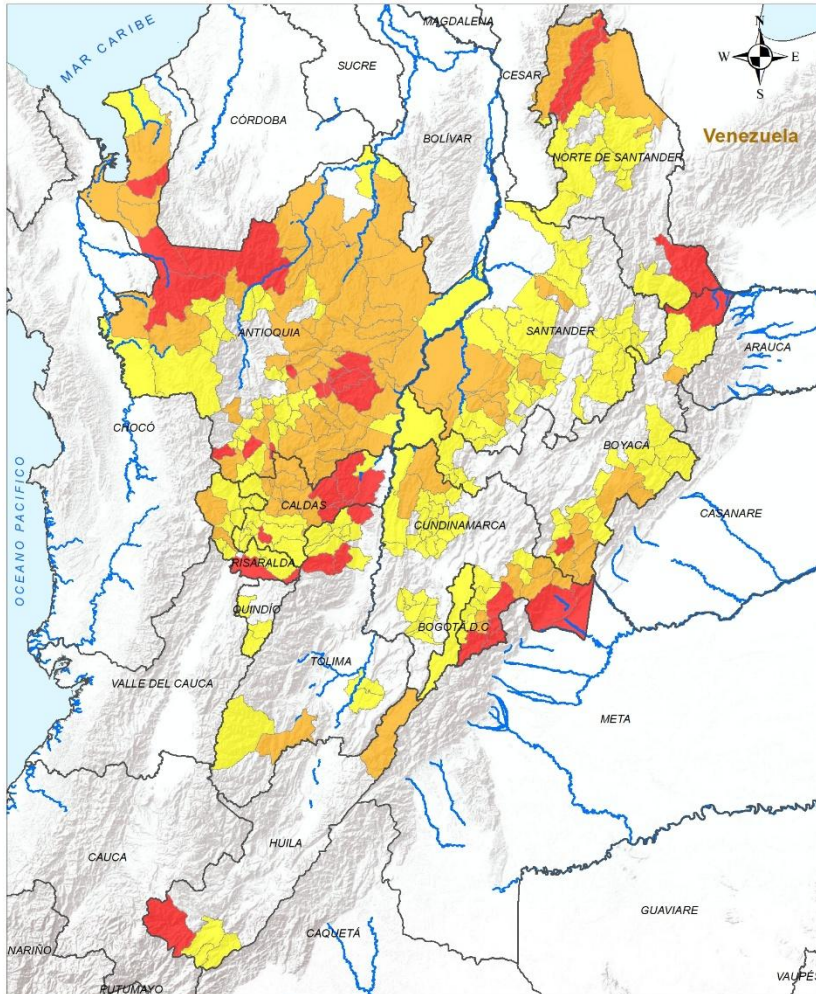 MAGDALENA
N
W E
S
MAR CARIBE
SUCRE
CESAR
CÓRDOBA
BOLÍVAR
Venezuela
NORTE DE SANTANDER
ANTIOQUIA
SANTANDER
ARAUCA
CHOCÓ
BOYACA
OCEANO PACIFICO
CALDAS
CUNDINAMARCA
CASANARE
RISARALDA
QUINDÍO
BOGOTÁ D.C
TOLIMA
VALLE DEL CAUCA
META
CAUCA
HUILA
GUAVIARE
CAQUETÁ
NARIÑO
PUTUMAYO
VAUPÉS